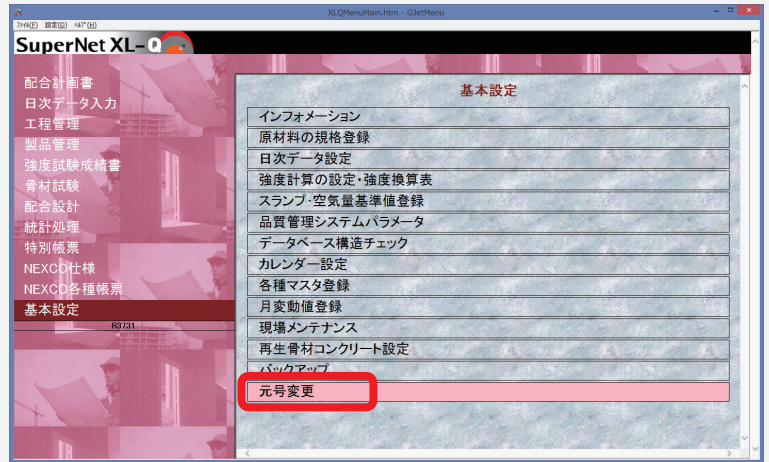 XLQMenuMain.htm - GJetMenu
ﾌｧｲﾙ(F) 設定(O) ﾍﾙﾌﾟ(H)
SuperNet XL-Q
配合計画書
日次データ入力
工程管理
製品管理
強度試験成績書
骨材試験
配合設計
統計処理
特別帳票
NEXCO仕様
NEXCO各種帳票
基本設定
R3731
基本設定
インフォメーション
原材料の規格登録
日次データ設定
強度計算の設定・強度換算表
スランプ・空気量基準値登録
品質管理システムパラメータ
データベース構造チェック
カレンダー設定
各種マスタ登録
月変動値登録
現場メンテナンス
再生骨材コンクリート設定
バックアップ
元号変更